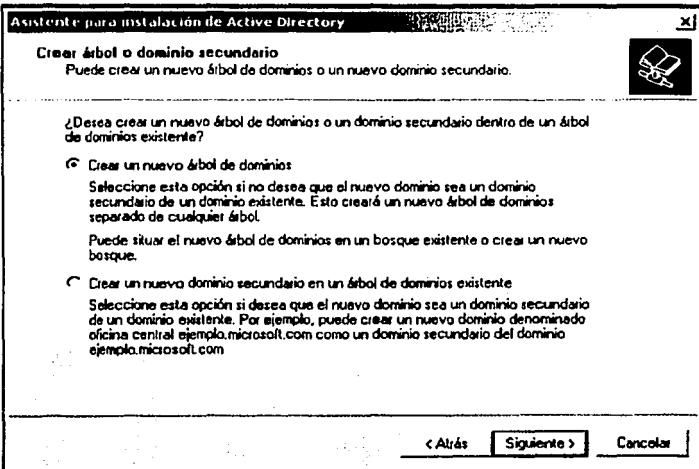 Asistente para instalación de Active Directory
Crear árbol o dominio secundario
Puede crear un nuevo árbol de dominios o un nuevo dominio secundario.
¿Desea crear un nuevo árbol de dominios o un dominio secundario dentro de un árbol
de dominios existente?
Crear un nuevo árbol de dominios
Seleccione esta opción si no desea que el nuevo dominio sea un dominio
secundario de un dominio existente. Esto creará un nuevo árbol de dominios
separado de cualquier árbol.
Puede situar el nuevo árbol de dominios en un bosque existente o crear un nuevo
bosque.
Crear un nuevo dominio secundario en un árbol de dominios existente
Seleccione esta opción si desea que el nuevo dominio sea un dominio secundario
de un dominio existente. Por ejemplo, puede crear un nuevo dominio denominado
oficina central ejemplo.microsoft.com como un dominio secundario del dominio
ejemplo.microsoft.com
< Atrás Siguiente > Cancelar